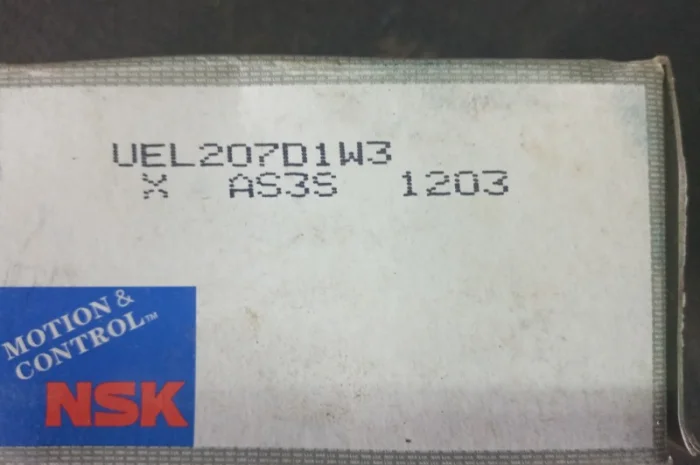 UEL207D1W3
X AS3S 1203
MOTION &
CONTROL™
NSK